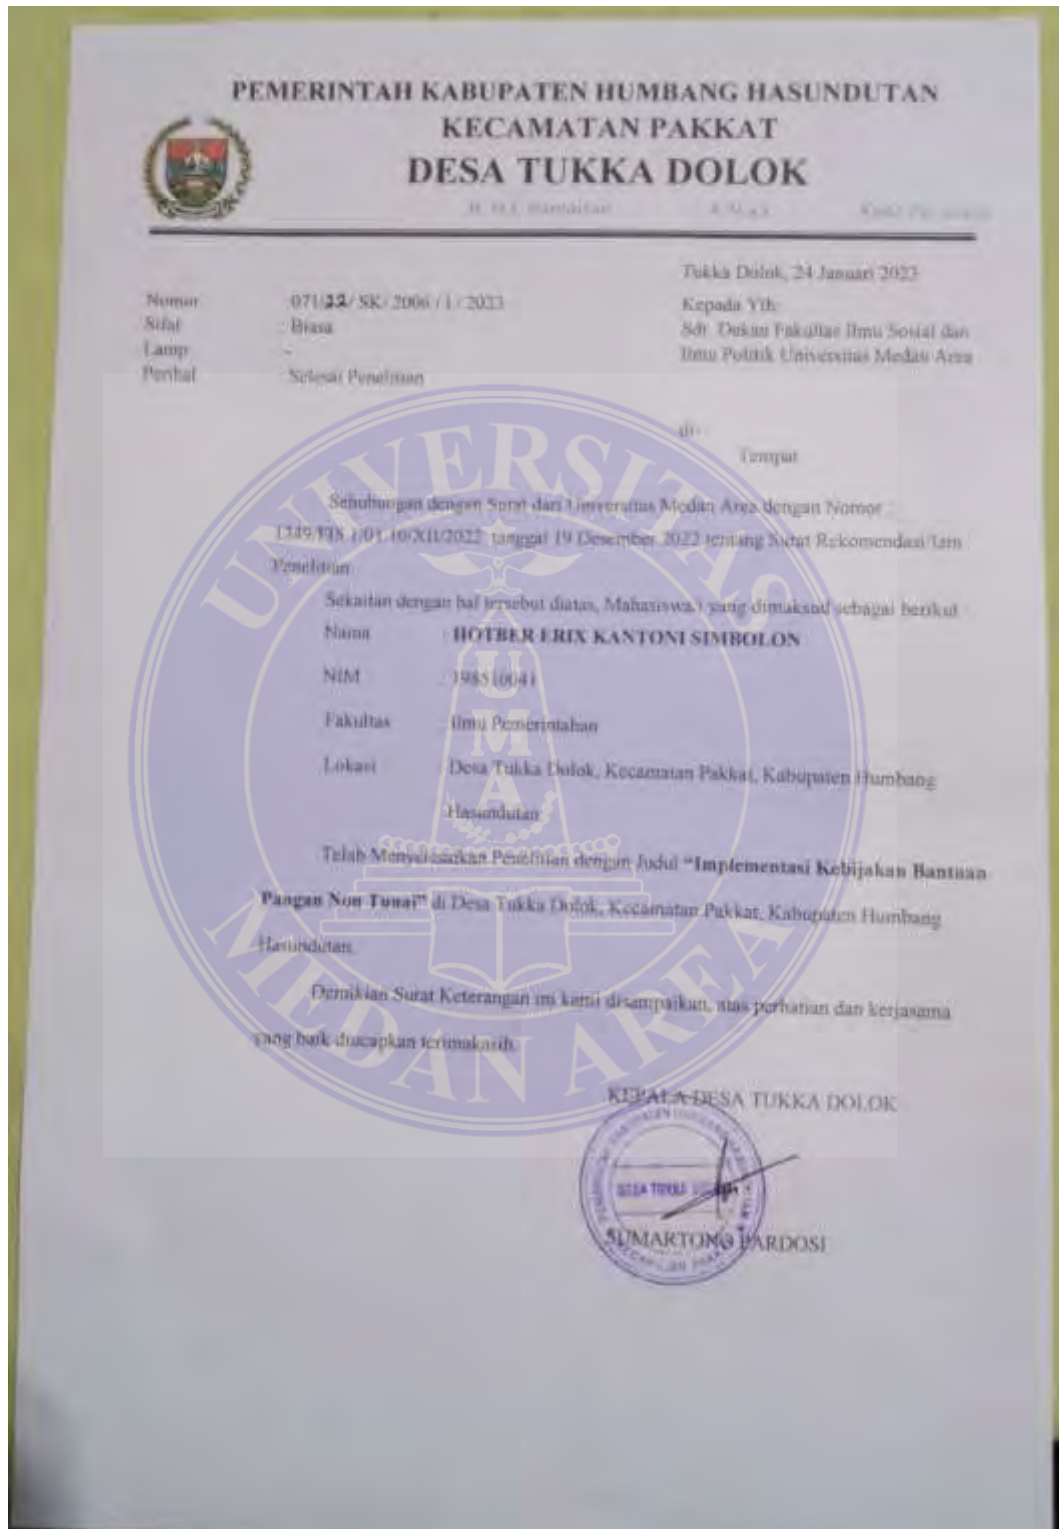 PEMERINTAH KABUPATEN HUMBANG HASUNDUTAN
KECAMATAN PAKKAT
DESA TUKKA DOLOK
Tukka Dolok, 24 Januari 2023
Nomor : 071/22/ SK/ 2006 / 1 / 2023
Kepada Yth:
Sifat : Biasa
Sdr. Dekan Fakultas Ilmu Sosial dan
Lamp : -
Ilmu Politik Universitas Medan Area
Perihal : Selesai Penelitian
di-
Tempat
Sehubungan dengan Surat dari Universitas Medan Area dengan Nomor :
tanggal 19 Desember 2022 tentang Surat Rekomendasi Izin
Penelitian
Sekaitan dengan hal tersebut diatas, Mahasiswa/i yang dimaksud sebagai berikut :
Nama : HOTBER ERIX KANTONI SIMBOLON
NIM : 198510041
Fakultas : Ilmu Pemerintahan
Lokasi : Desa Tukka Dolok, Kecamatan Pakkat, Kabupaten Humbang
Hasundutan
Telah Menyelesaikan Penelitian dengan Judul “Implementasi Kebijakan Bantuan
Pangan Non Tunai” di Desa Tukka Dolok, Kecamatan Pakkat, Kabupaten Humbang
Hasundutan.
Demikian Surat Keterangan ini kami disampaikan, atas perhatian dan kerjasama
yang baik diucapkan terimakasih.
KEPALA DESA TUKKA DOLOK
DESA TUKKA
SUMARTONO PARDOSI
UNIVERSITAS
MEDAN AREA
UMA